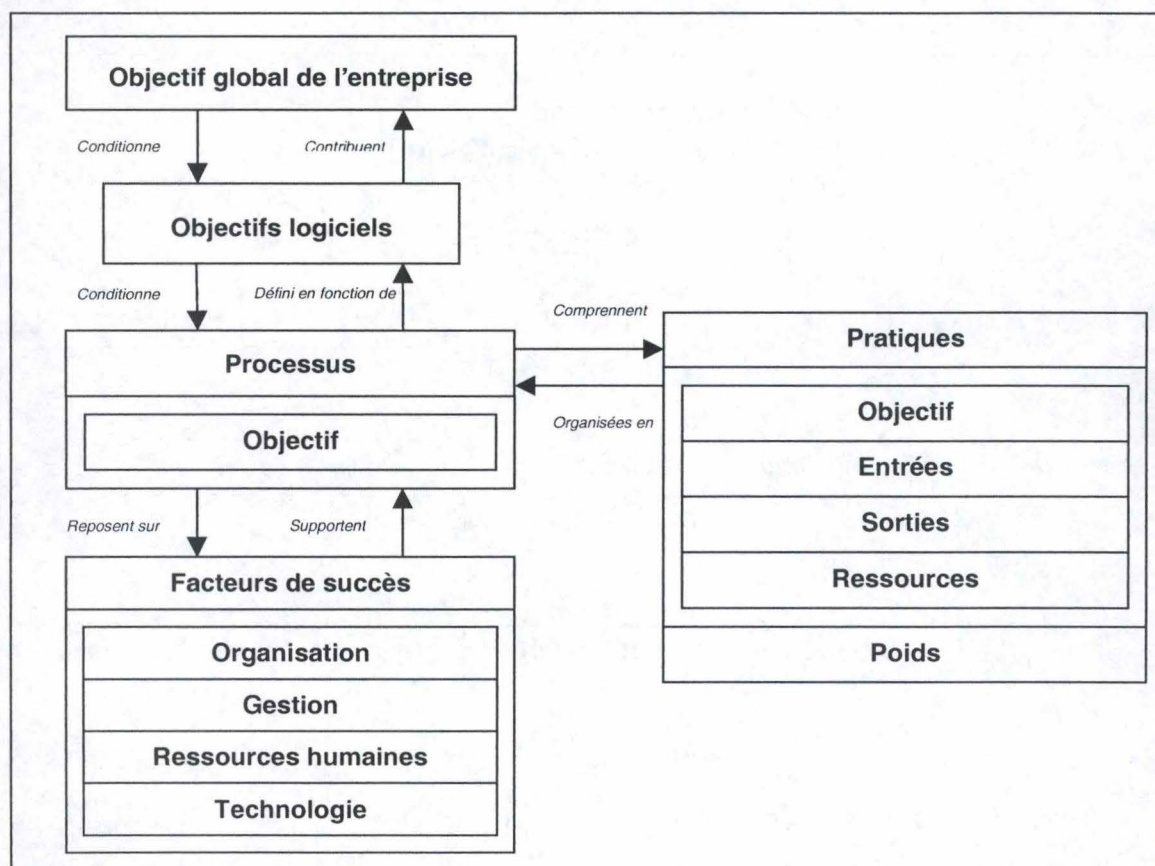 Objectif global de l'entreprise
Conditionne
Contribuent
Objectifs logiciels
Conditionne
Défini en fonction de
Processus
Objectif
Reposent sur
Supportent
Facteurs de succès
Organisation
Gestion
Ressources humaines
Technologie
Comprennent
Organisées en
Pratiques
Objectif
Entrées
Sorties
Ressources
Poids